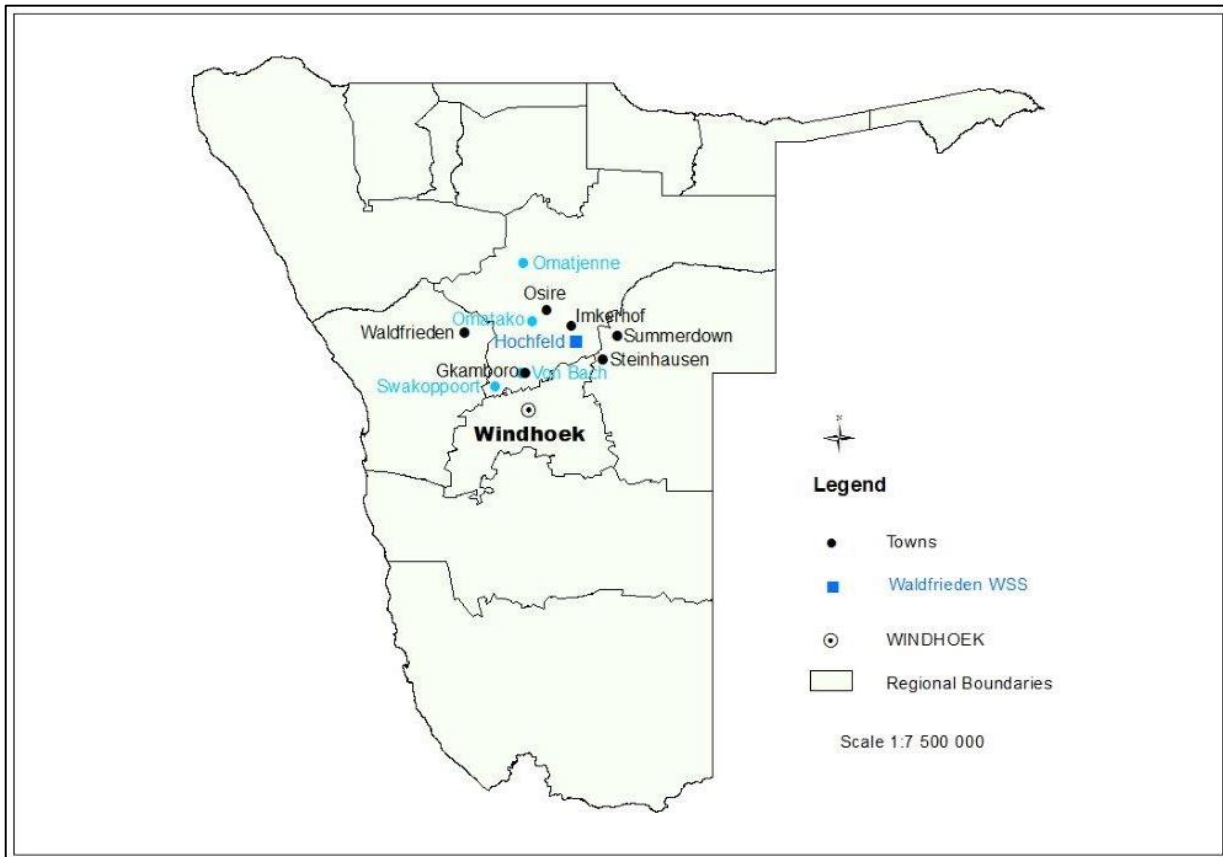 Omatjenne
Osire
Omatako
Imkerhof
Waldfrieden
Hochfeld
Summerdown
Steinhausen
Gkamboro
Von Bach
Swakoppoort
Windhoek
Legend
Towns
Waldfrieden WSS
WINDHOEK
Regional Boundaries
Scale 1:7 500 000